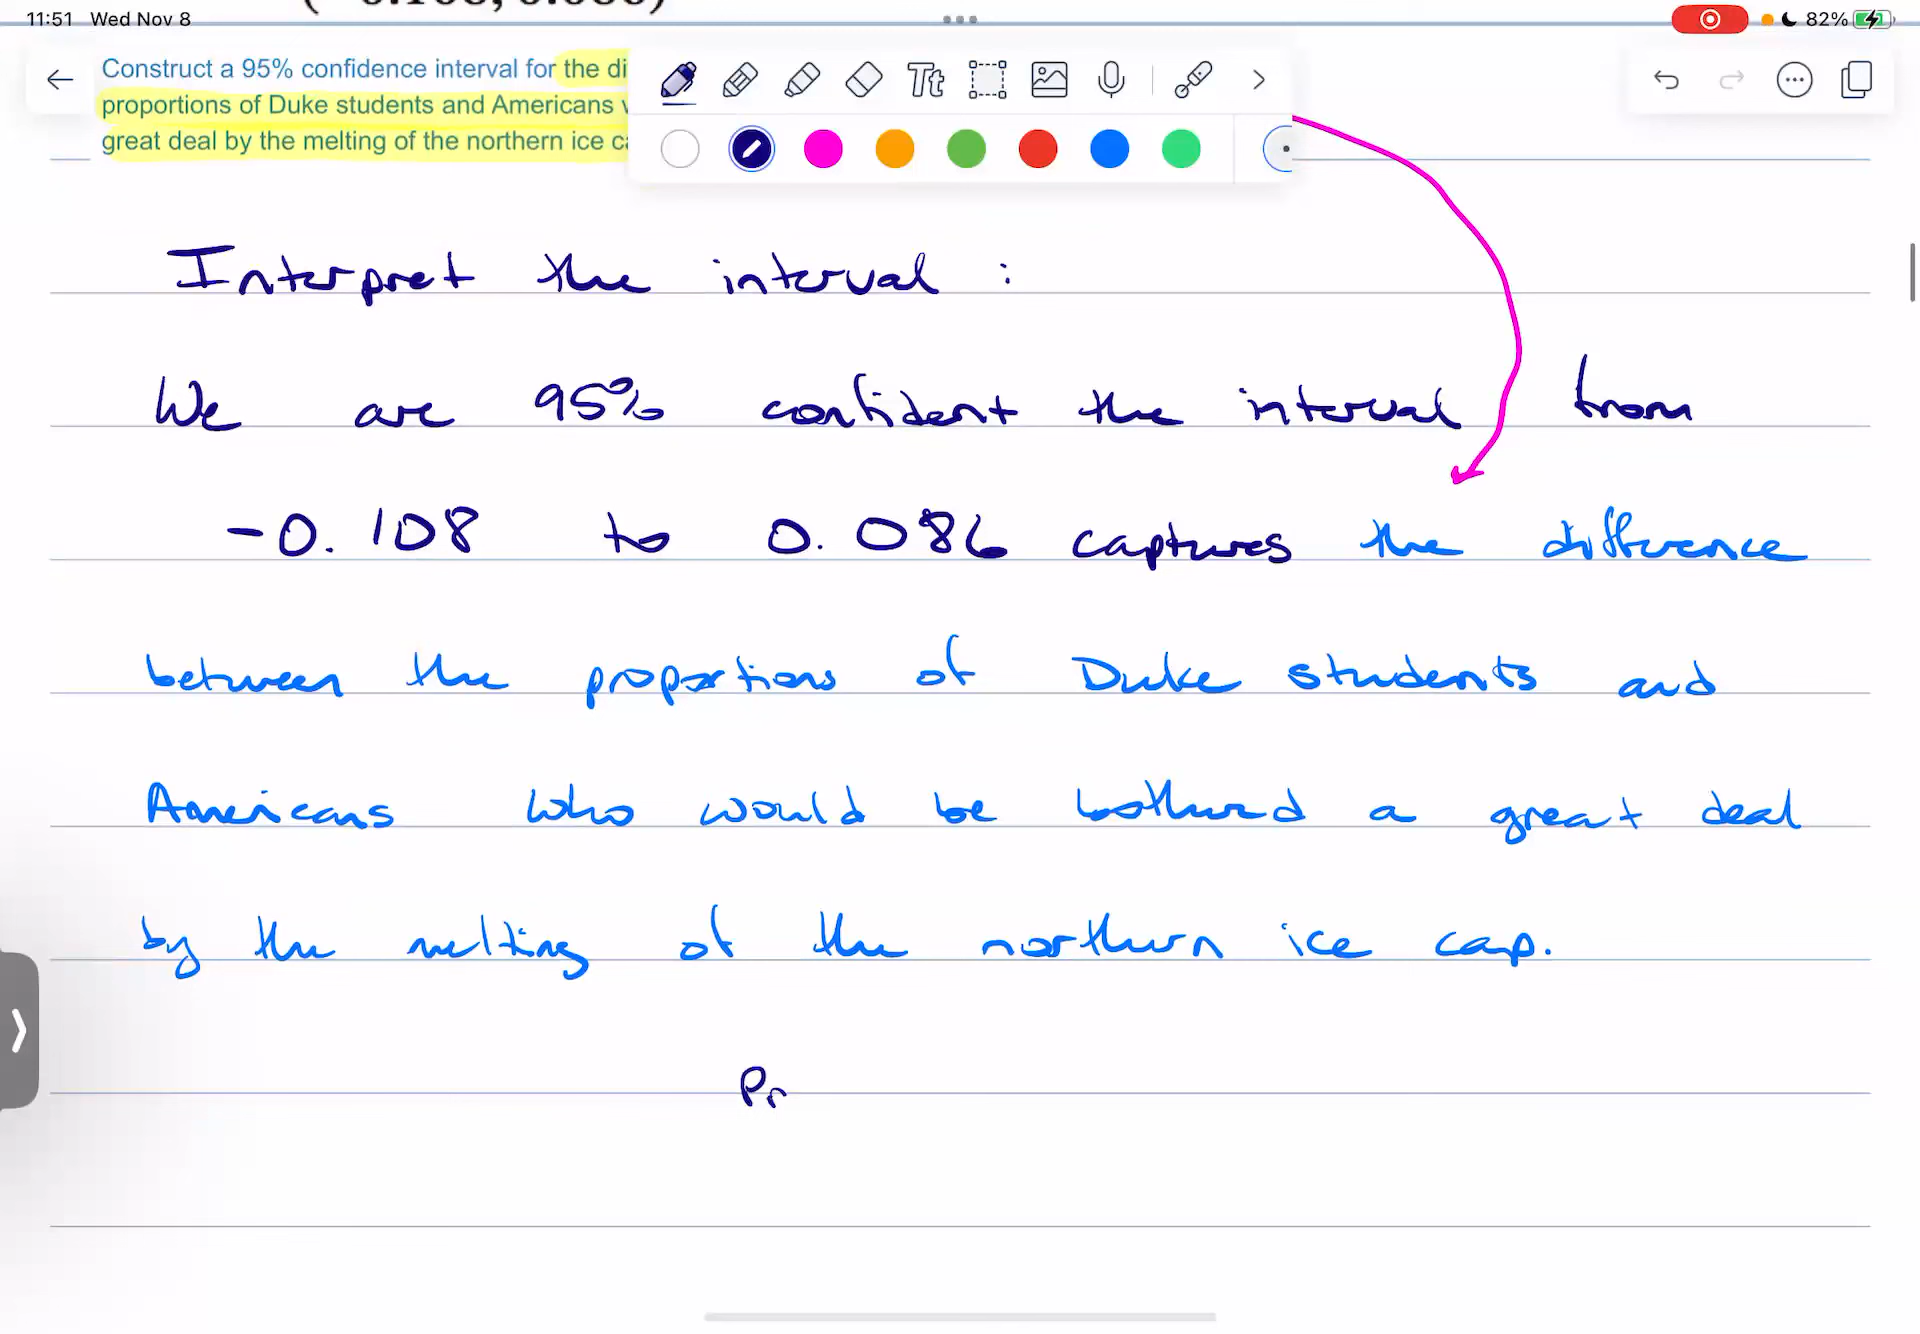 11:51 Wed Nov 8
82%
Construct a 95% confidence interval for the di
proportions of Duke students and Americans
great deal by the melting of the northern ice ca
Tt
Interpret the interval :
We are 95% confident the interval from
-0.108 to 0.086 captures the difference
between the proportions of Duke students and
Americans who would be bothered a great deal
by the melting of the northern ice cap.
Pr